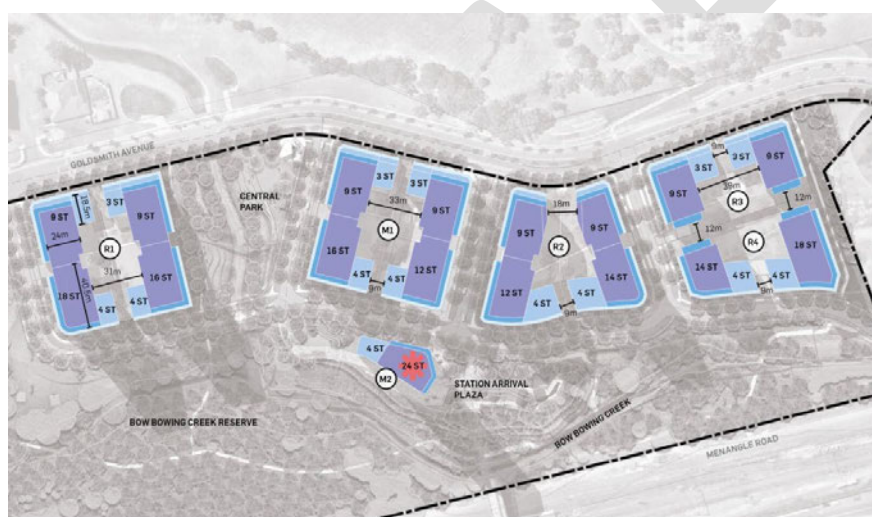 GOLDSMITH AVENUE
CENTRAL
PARK
9 ST
18.5m
3 ST
9 ST
24m
R1
31m
18 ST
40.5m
4 ST
4 ST
16 ST
9 ST
3 ST
3 ST
9 ST
33m
M1
16 ST
4 ST
4 ST
12 ST
9m
18m
9 ST
9 ST
R2
12 ST
4 ST
14 ST
9m
9m
3 ST
3 ST
9 ST
9 ST
R3
12m
12m
R4
18 ST
14 ST
4 ST
4 ST
9m
4 ST
24 ST
M2
STATION ARRIVAL
PLAZA
BOW BOWING CREEK RESERVE
BOW BOWING CREEK
MENANGLE ROAD